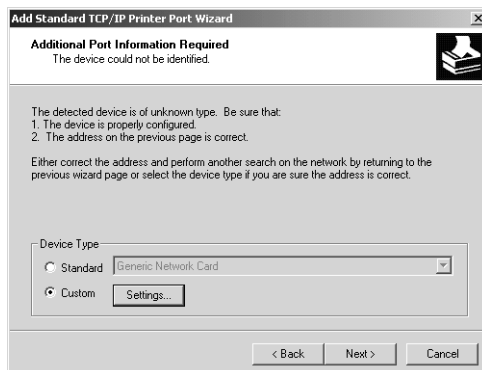 Add Standard TCP/IP Printer Port Wizard
Additional Port Information Required
The device could not be identified.
The detected device is of unknown type. Be sure that:
1. The device is properly configured.
2. The address on the previous page is correct.
Either correct the address and perform another search on the network by returning to the
previous wizard page or select the device type if you are sure the address is correct.
Device Type
Standard Generic Network Card
Custom Settings...
< Back Next > Cancel